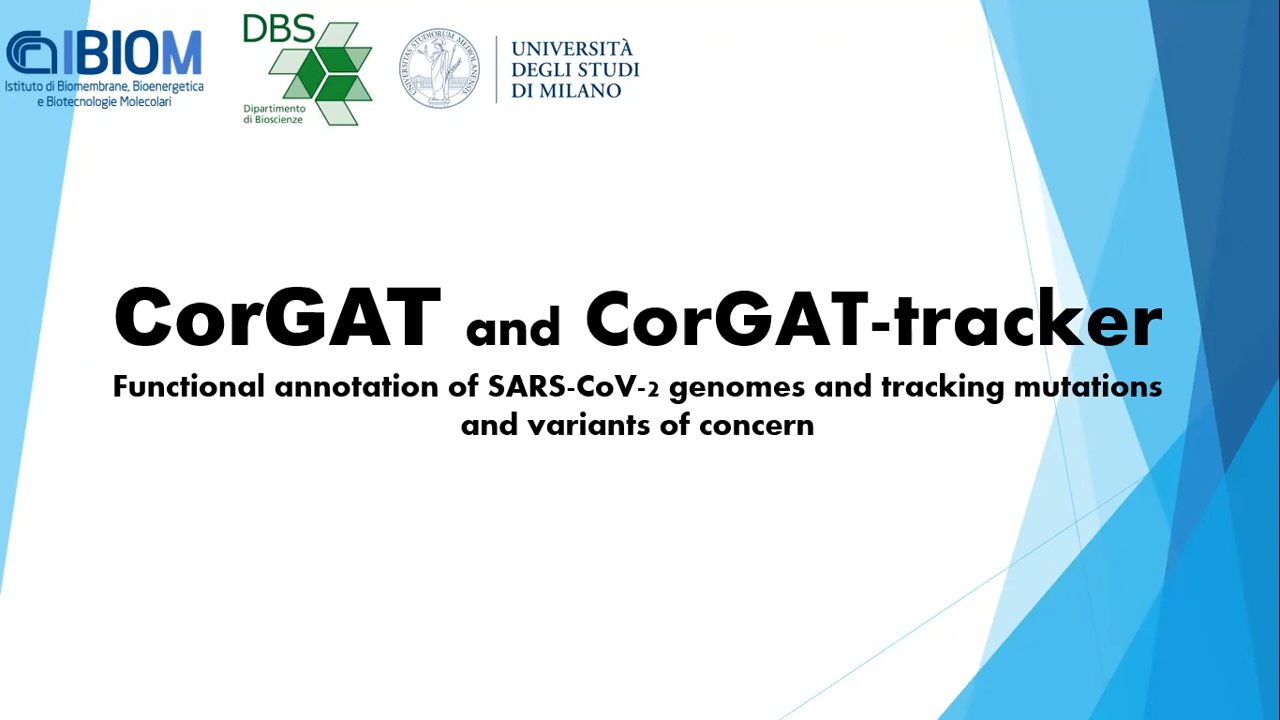 IBIOM
Istituto di Biomembrane, Bioenergetica
e Biotecnologie Molecolari
DBS
Dipartimento
di Bioscienze
UNIVERSITÀ
DEGLI STUDI
DI MILANO
CorGAT and CorGAT-tracker
Functional annotation of SARS-CoV-2 genomes and tracking mutations
and variants of concern